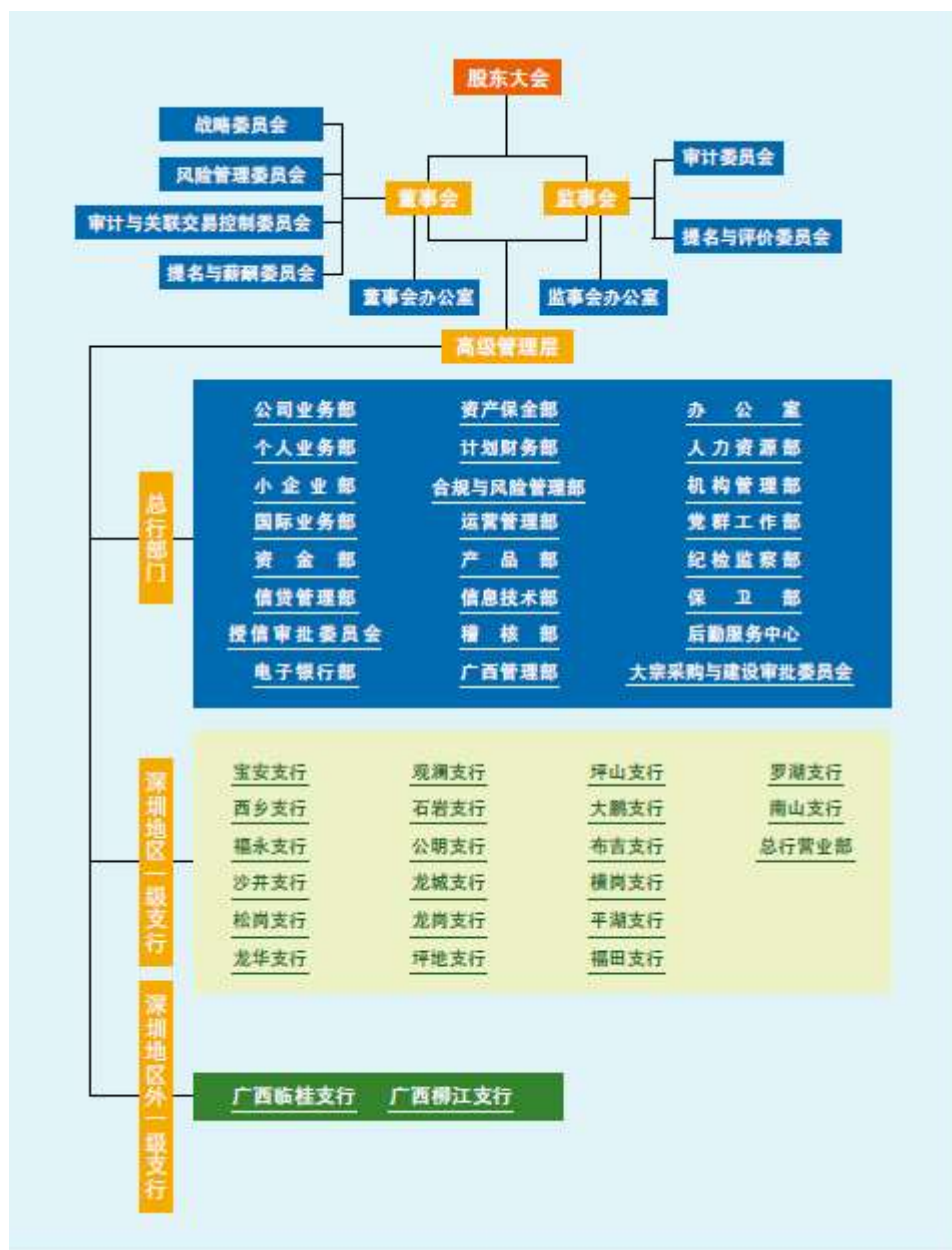 股东大会
战略委员会
审计委员会
风险管理委员会
董事会
监事会
审计与关联交易控制委员会
提名与评价委员会
提名与薪酬委员会
董事会办公室
监事会办公室
高级管理层
总行部门
公司业务部 资产保全部 办公室
个人业务部 计划财务部 人力资源部
小企业部 合规与风险管理部 机构管理部
国际业务部 运营管理部 党群工作部
资金部 产品部 纪检监察部
信贷管理部 信息技术部 保卫部
授信审批委员会 稽核部 后勤服务中心
电子银行部 广西管理部 大宗采购与建设审批委员会
深圳地区一级支行
宝安支行 观澜支行 坪山支行 罗湖支行
西乡支行 石岩支行 大鹏支行 南山支行
福永支行 公明支行 布吉支行 总行营业部
沙井支行 龙城支行 横岗支行
松岗支行 龙岗支行 平湖支行
龙华支行 坪地支行 福田支行
深圳地区外一级支行
广西临桂支行 广西柳江支行